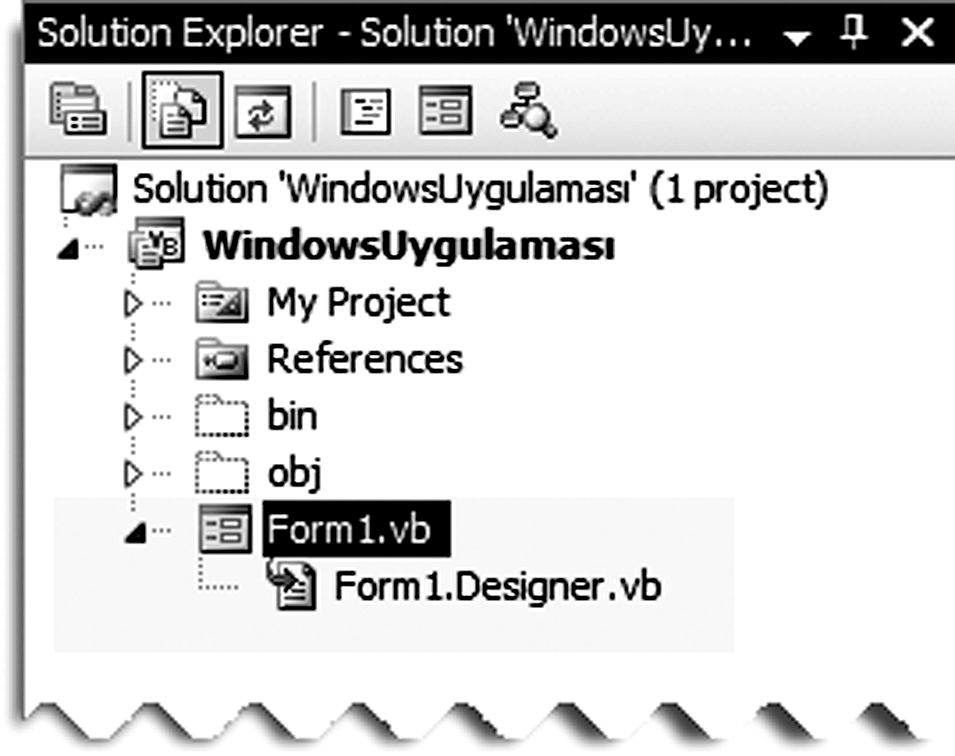 Solution Explorer - Solution 'WindowsUy...
Solution 'WindowsUygulaması' (1 project)
VB WindowsUygulaması
My Project
References
bin
obj
Form1.vb
Form1.Designer.vb